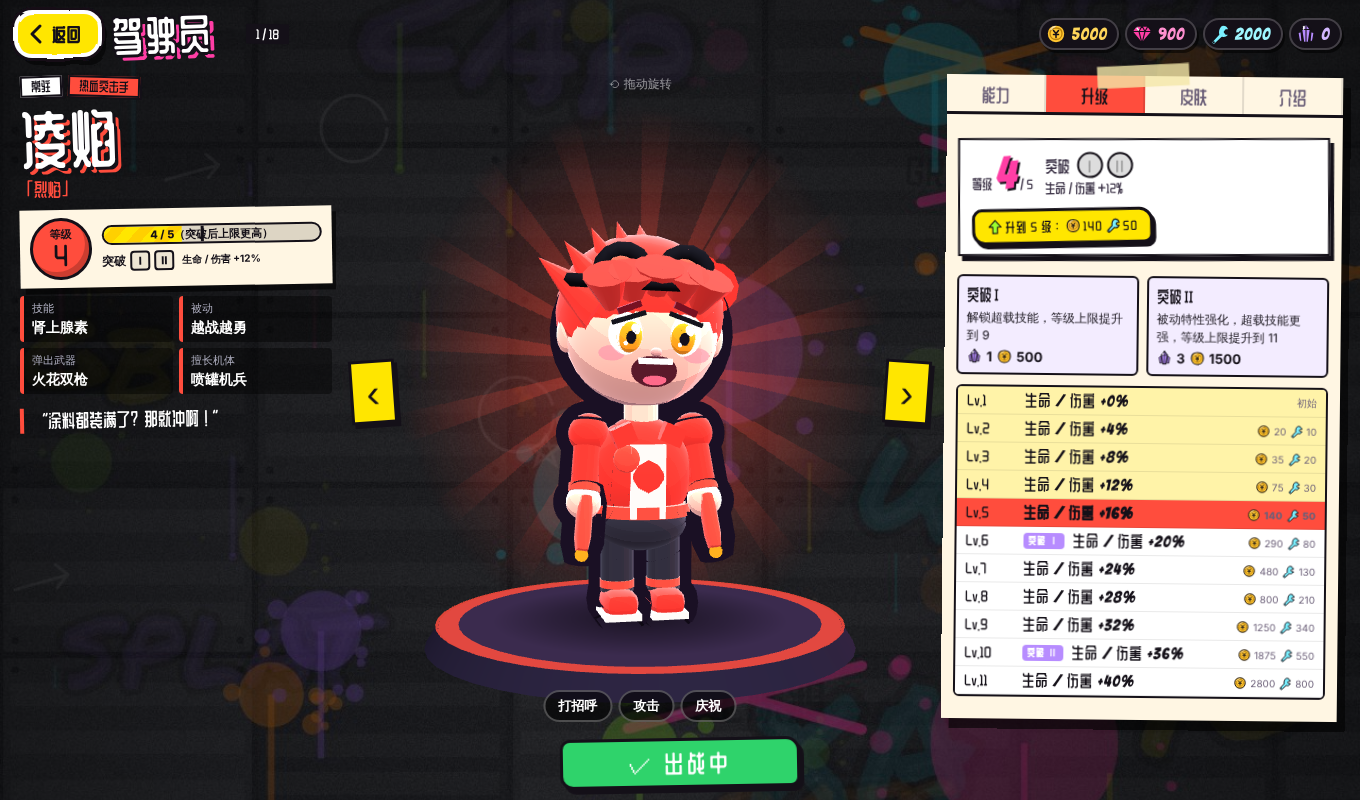 返回
驾驶员
1/18
5000
900
2000
0
常驻
热血突击手
凌焰
「烈焰」
等级
4
4 / 5（突破后上限更高）
突破 I II 生命 / 伤害 +12%
技能
肾上腺素
被动
越战越勇
弹出武器
火花双枪
擅长机体
喷罐机兵
“涂料都装满了？那就冲啊！”
拖动旋转
‹
›
打招呼
攻击
庆祝
✓ 出战中
能力
升级
皮肤
介绍
等级 4 / 5
突破 I II
生命 / 伤害 +12%
升到 5 级： 140 50
突破 I
解锁超载技能，等级上限提升
到 9
1 500
突破 II
被动特性强化，超载技能更
强，等级上限提升到 11
3 1500
Lv.1 生命 / 伤害 +0% 初始
Lv.2 生命 / 伤害 +4% 20 10
Lv.3 生命 / 伤害 +8% 35 20
Lv.4 生命 / 伤害 +12% 75 30
Lv.5 生命 / 伤害 +16% 140 50
Lv.6 突破 I 生命 / 伤害 +20% 290 80
Lv.7 生命 / 伤害 +24% 480 130
Lv.8 生命 / 伤害 +28% 800 210
Lv.9 生命 / 伤害 +32% 1250 340
Lv.10 突破 II 生命 / 伤害 +36% 1875 550
Lv.11 生命 / 伤害 +40% 2800 800
SPL